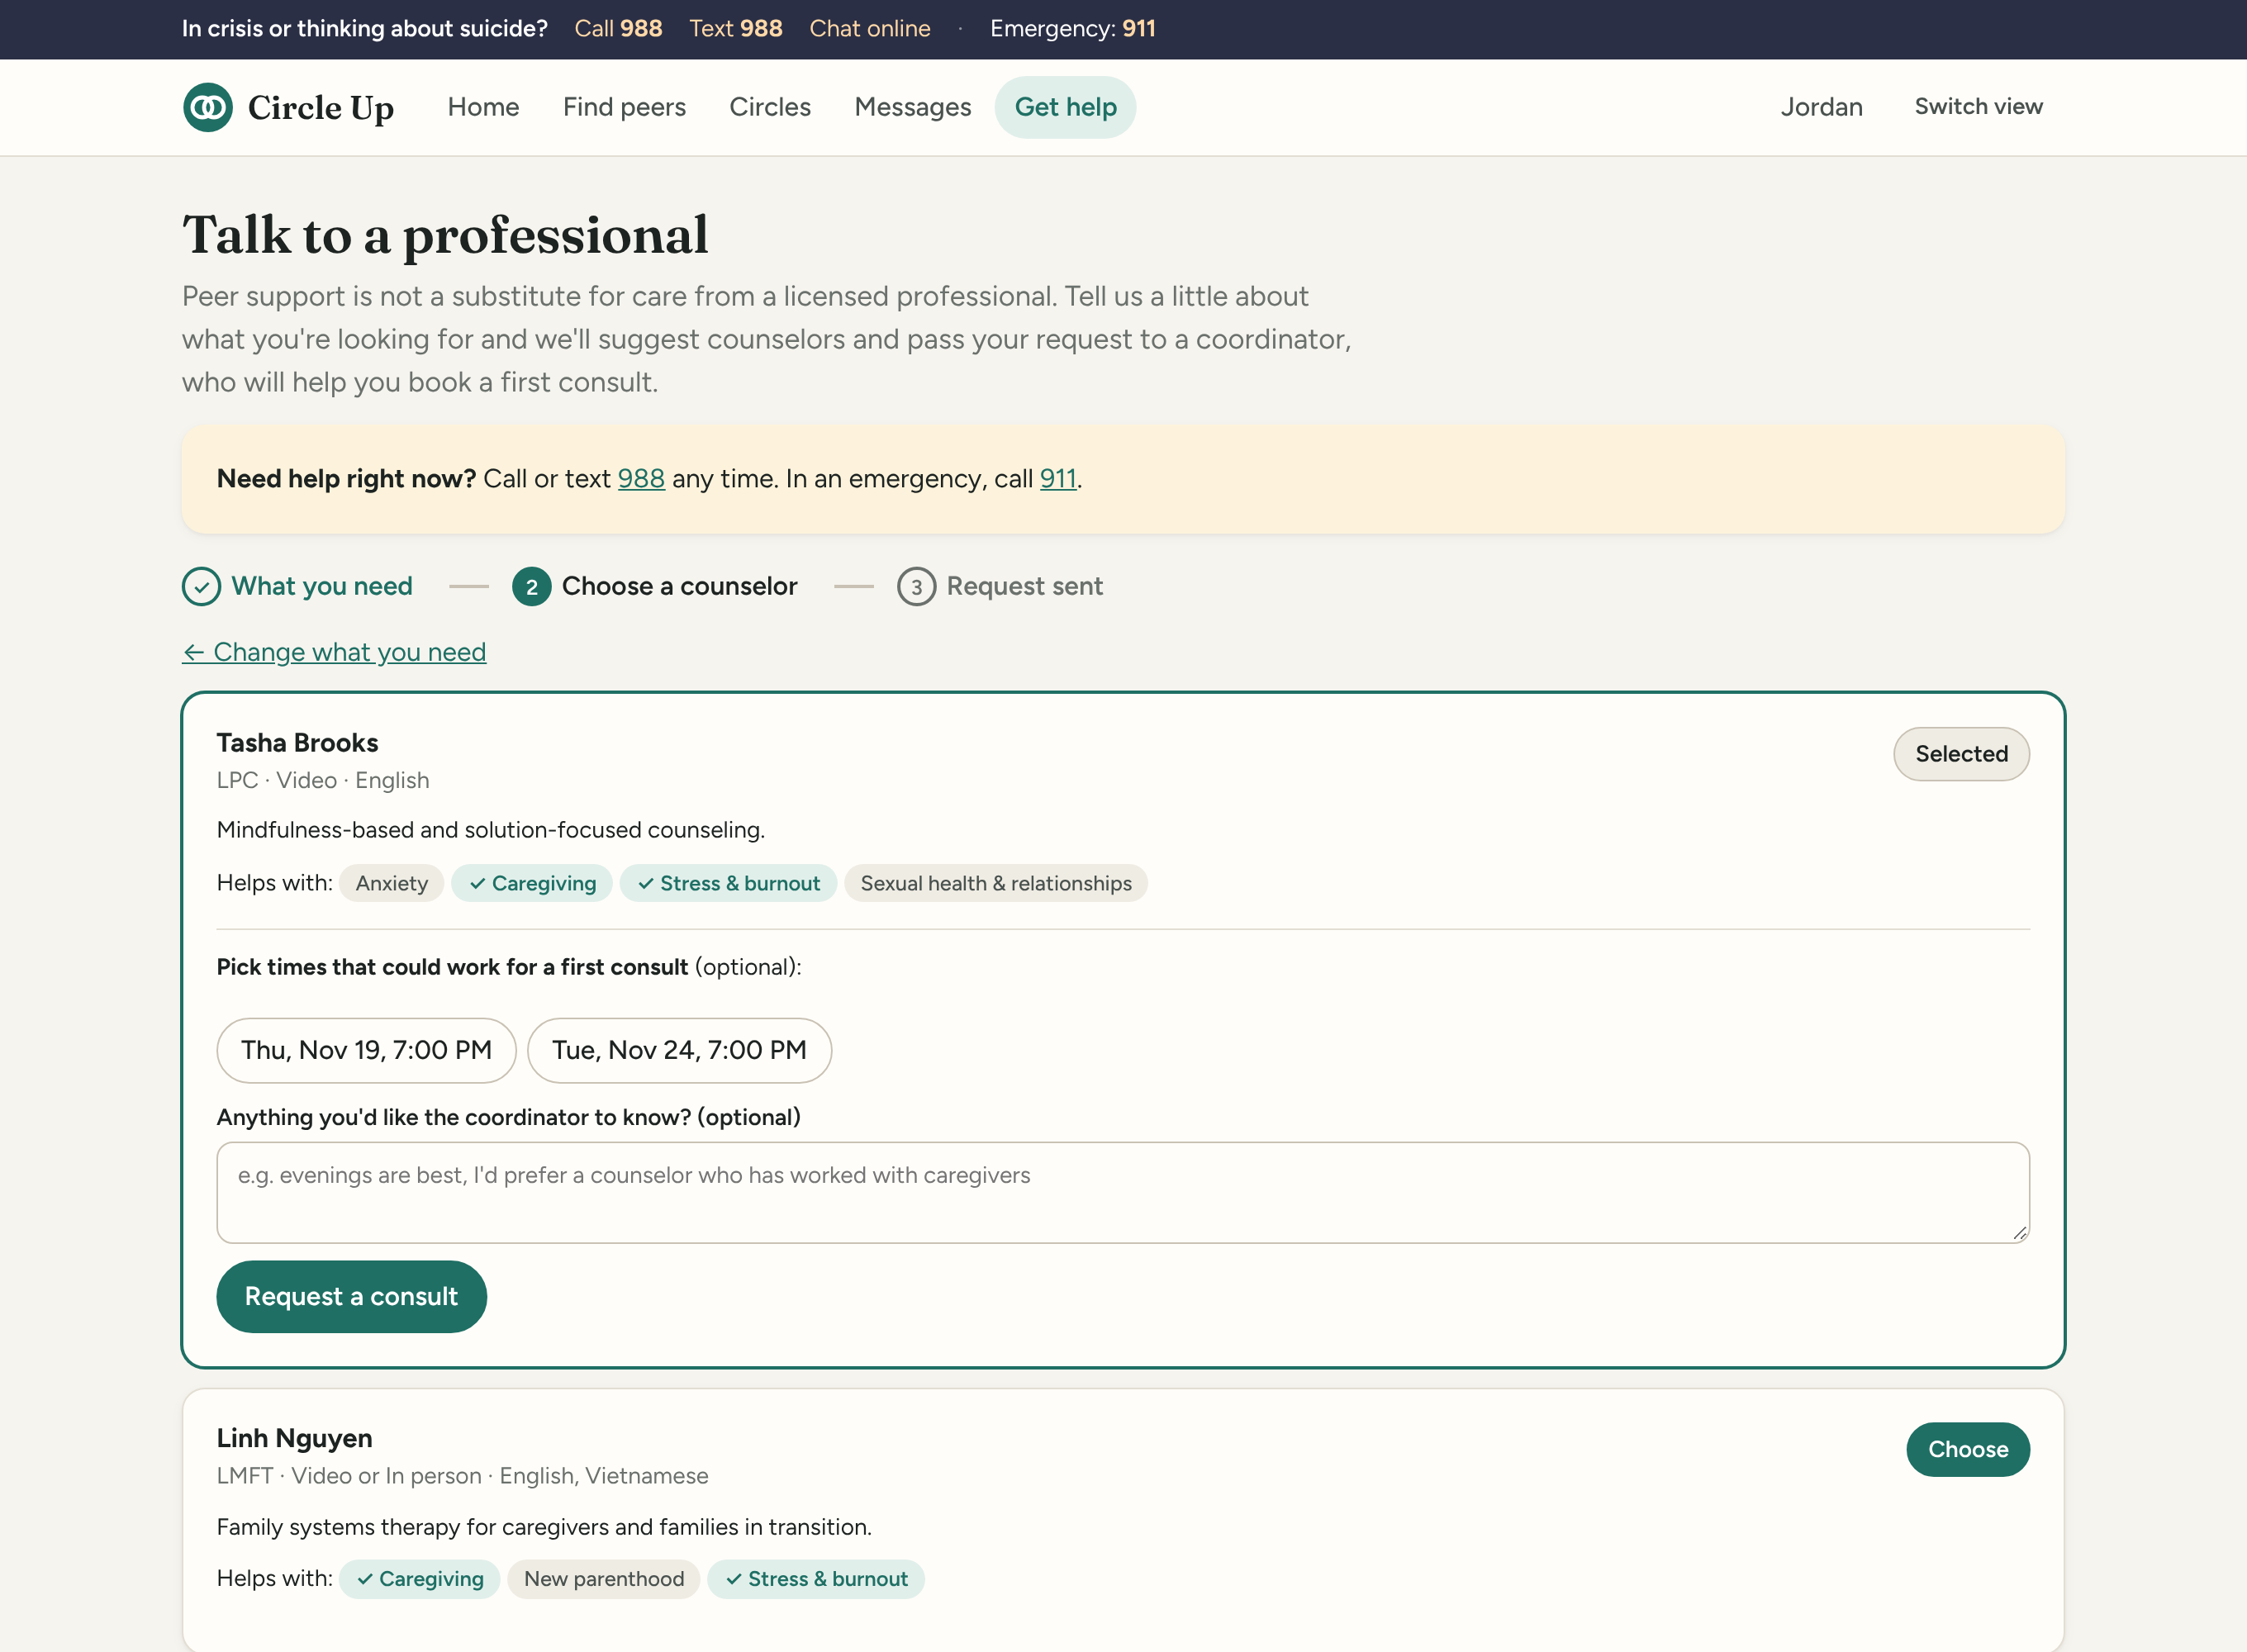 In crisis or thinking about suicide? Call 988 Text 988 Chat online · Emergency: 911
Circle Up Home Find peers Circles Messages Get help Jordan Switch view
Talk to a professional
Peer support is not a substitute for care from a licensed professional. Tell us a little about
what you're looking for and we'll suggest counselors and pass your request to a coordinator,
who will help you book a first consult.
Need help right now? Call or text 988 any time. In an emergency, call 911.
What you need 2 Choose a counselor 3 Request sent
← Change what you need
Tasha Brooks Selected
LPC · Video · English
Mindfulness-based and solution-focused counseling.
Helps with: Anxiety ✓ Caregiving ✓ Stress & burnout Sexual health & relationships
Pick times that could work for a first consult (optional):
Thu, Nov 19, 7:00 PM Tue, Nov 24, 7:00 PM
Anything you'd like the coordinator to know? (optional)
e.g. evenings are best, I'd prefer a counselor who has worked with caregivers
Request a consult
Linh Nguyen Choose
LMFT · Video or In person · English, Vietnamese
Family systems therapy for caregivers and families in transition.
Helps with: ✓ Caregiving New parenthood ✓ Stress & burnout